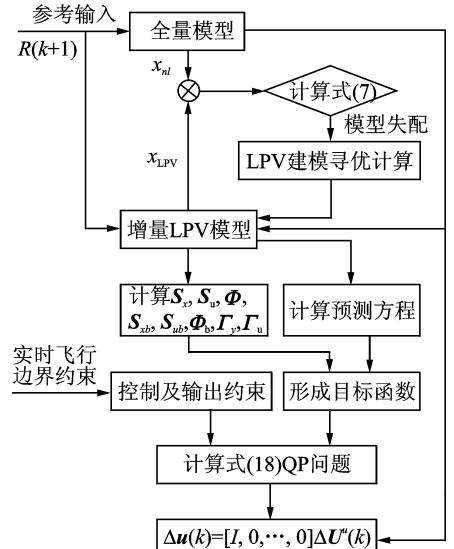 参考输入
R(k+1)
全量模型
x_nl
计算式(7)
模型失配
x_LPV
LPV建模寻优计算
增量LPV模型
计算S_x, S_u, Φ,
S_xb, S_ub, Φ_b, Γ_y, Γ_u
计算预测方程
实时飞行
边界约束
控制及输出约束
形成目标函数
计算式(18)QP问题
Δu(k)=[I, 0,⋯, 0]ΔU^u(k)